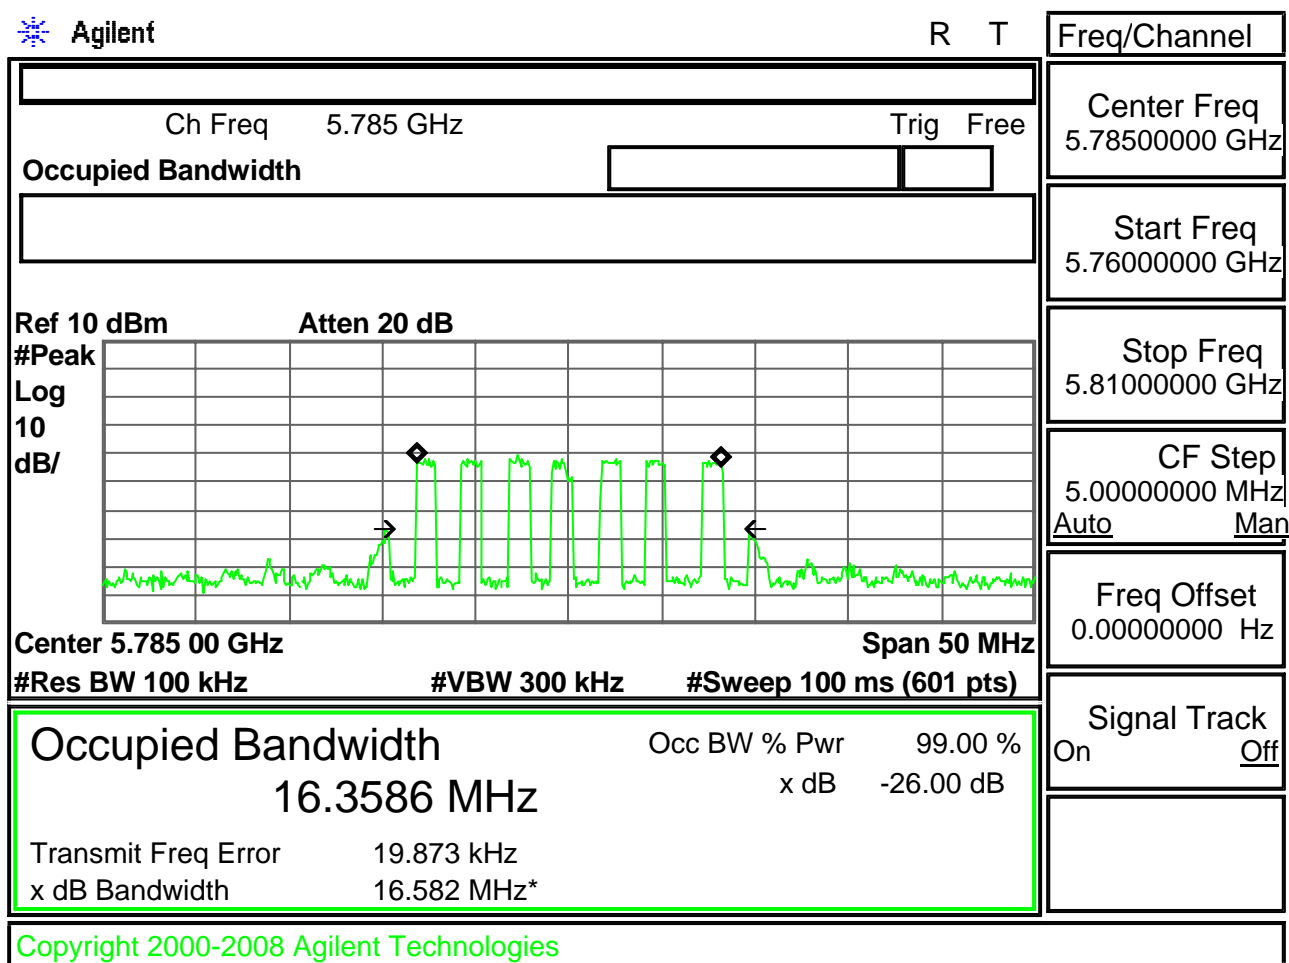 Agilent R T
Freq/Channel
Ch Freq 5.785 GHz Trig Free
Occupied Bandwidth
Center Freq
5.78500000 GHz
Start Freq
5.76000000 GHz
Stop Freq
5.81000000 GHz
CF Step
5.00000000 MHz
Auto Man
Freq Offset
0.00000000 Hz
Signal Track
On Off
Ref 10 dBm Atten 20 dB
#Peak
Log
10
dB/
Center 5.785 00 GHz Span 50 MHz
#Res BW 100 kHz #VBW 300 kHz #Sweep 100 ms (601 pts)
Occupied Bandwidth Occ BW % Pwr 99.00 %
16.3586 MHz x dB -26.00 dB
Transmit Freq Error 19.873 kHz
x dB Bandwidth 16.582 MHz*
Copyright 2000-2008 Agilent Technologies